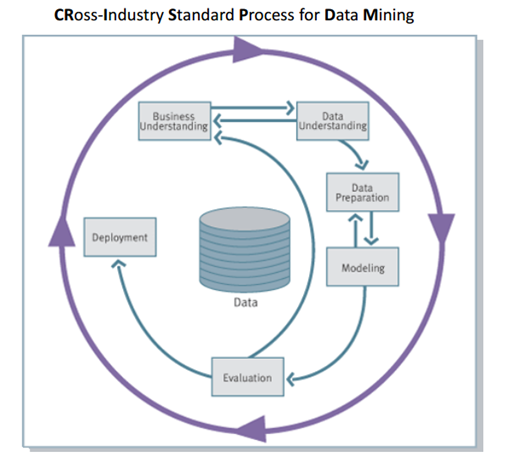 CRoss-Industry Standard Process for Data Mining
Business
Understanding
Data
Understanding
Data
Preparation
Deployment
Modeling
Data
Evaluation